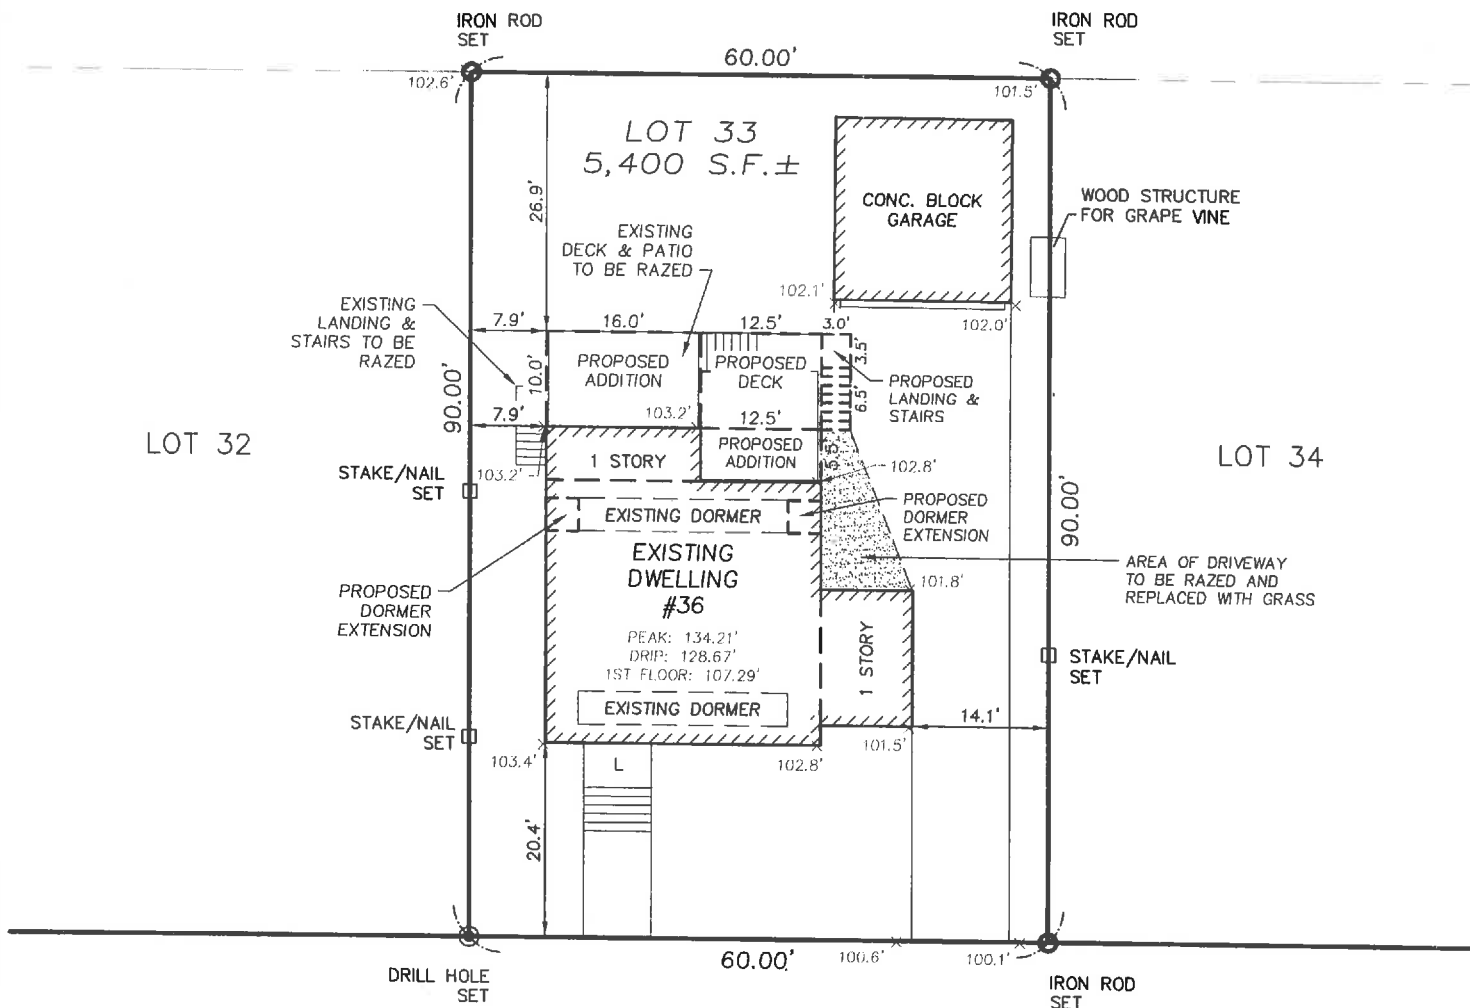 IRON ROD
SET
IRON ROD
SET
60.00'
102.6'
101.5'
LOT 33
5,400 S.F.±
26.9'
CONC. BLOCK
GARAGE
WOOD STRUCTURE
FOR GRAPE VINE
EXISTING
DECK & PATIO
TO BE RAZED
102.1'
102.0'
EXISTING
LANDING &
STAIRS TO BE
RAZED
7.9'
16.0'
12.5'
3.0'
3.5'
6.5'
10.0'
PROPOSED
ADDITION
PROPOSED
DECK
PROPOSED
LANDING &
STAIRS
90.00'
7.9'
103.2'
12.5'
LOT 32
LOT 34
103.2'
1 STORY
PROPOSED
ADDITION
5.5'
102.8'
STAKE/NAIL
SET
EXISTING DORMER
PROPOSED
DORMER
EXTENSION
90.00'
EXISTING
DWELLING
#36
PEAK: 134.21'
DRIP: 128.67'
1ST FLOOR: 107.29'
EXISTING DORMER
PROPOSED
DORMER
EXTENSION
101.8'
AREA OF DRIVEWAY
TO BE RAZED AND
REPLACED WITH GRASS
1 STORY
STAKE/NAIL
SET
STAKE/NAIL
SET
14.1'
103.4'
L
102.8'
101.5'
20.4'
DRILL HOLE
SET
60.00'
100.6'
100.1'
IRON ROD
SET